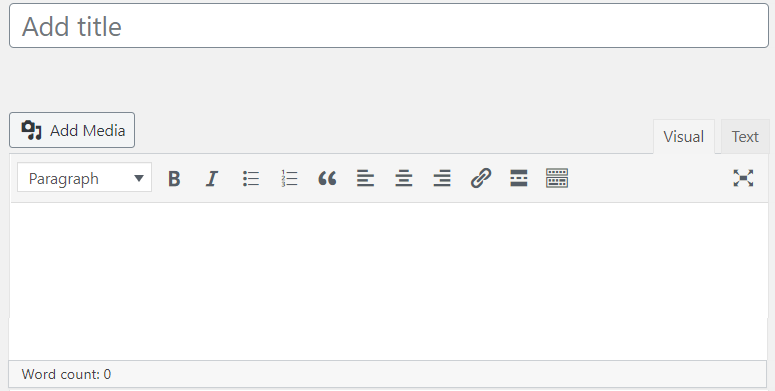 Add title
Add Media
Visual Text
Paragraph B I
Word count: 0